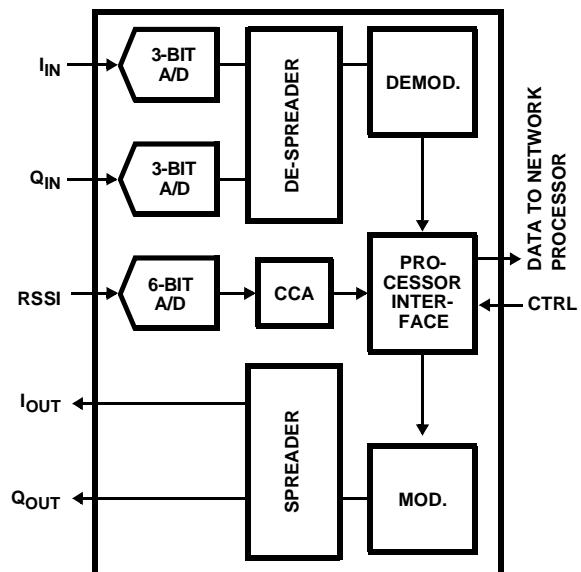 I_IN
3-BIT
A/D
DE-SPREADER
DEMOD.
Q_IN
3-BIT
A/D
DATA TO NETWORK
PROCESSOR
RSSI
6-BIT
A/D
CCA
PRO-
CESSOR
INTER-
FACE
CTRL
I_OUT
SPREADER
Q_OUT
MOD.